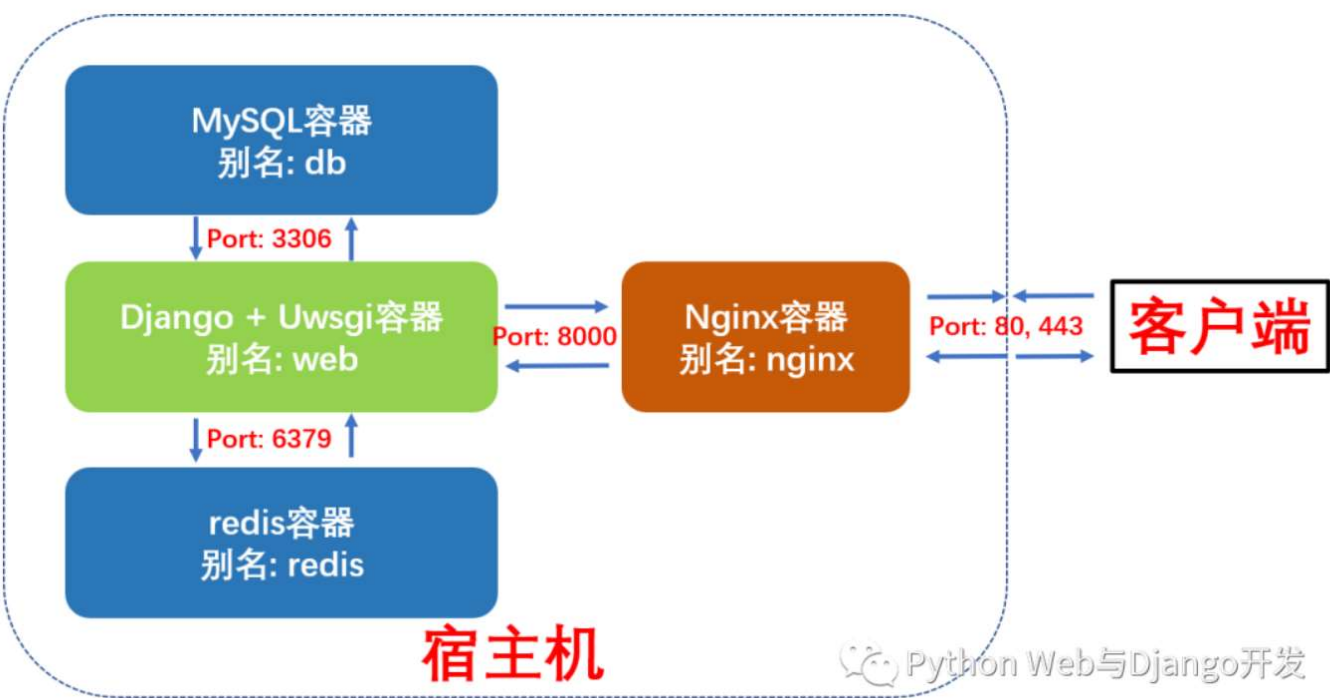 MySQL容器
别名: db
Port: 3306
Django + Uwsgi容器
别名: web
Port: 8000
Nginx容器
别名: nginx
Port: 80, 443
客户端
Port: 6379
redis容器
别名: redis
宿主机
Python Web与Django开发